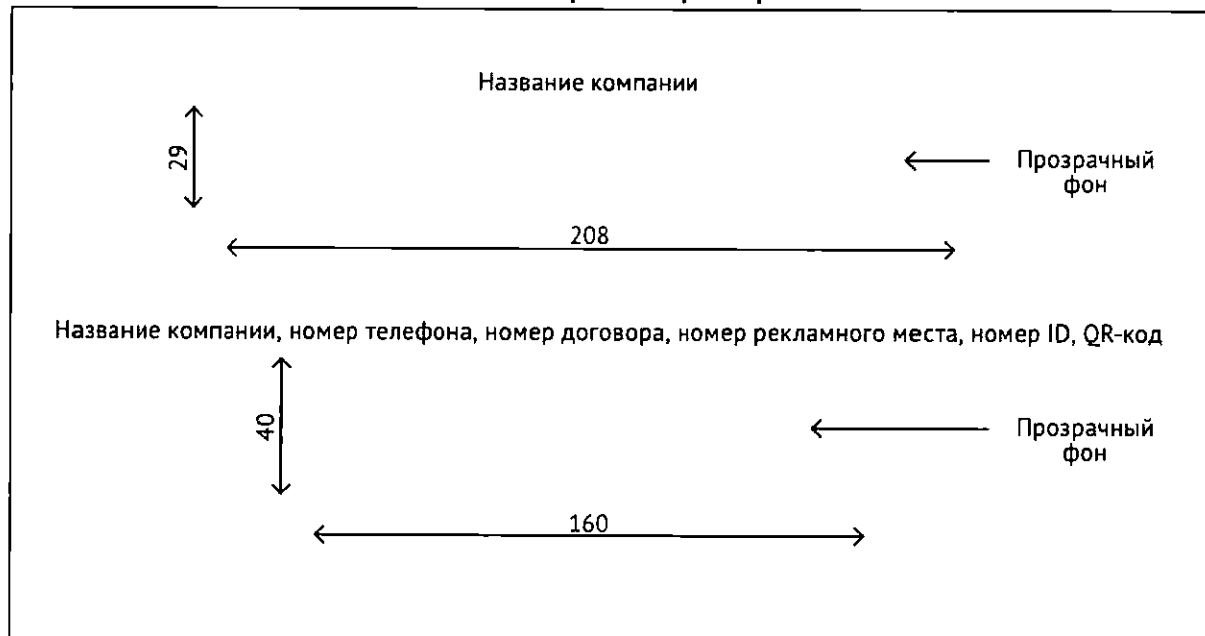 Название компании
29
Прозрачный
фон
208
Название компании, номер телефона, номер договора, номер рекламного места, номер ID, QR-код
40
Прозрачный
фон
160